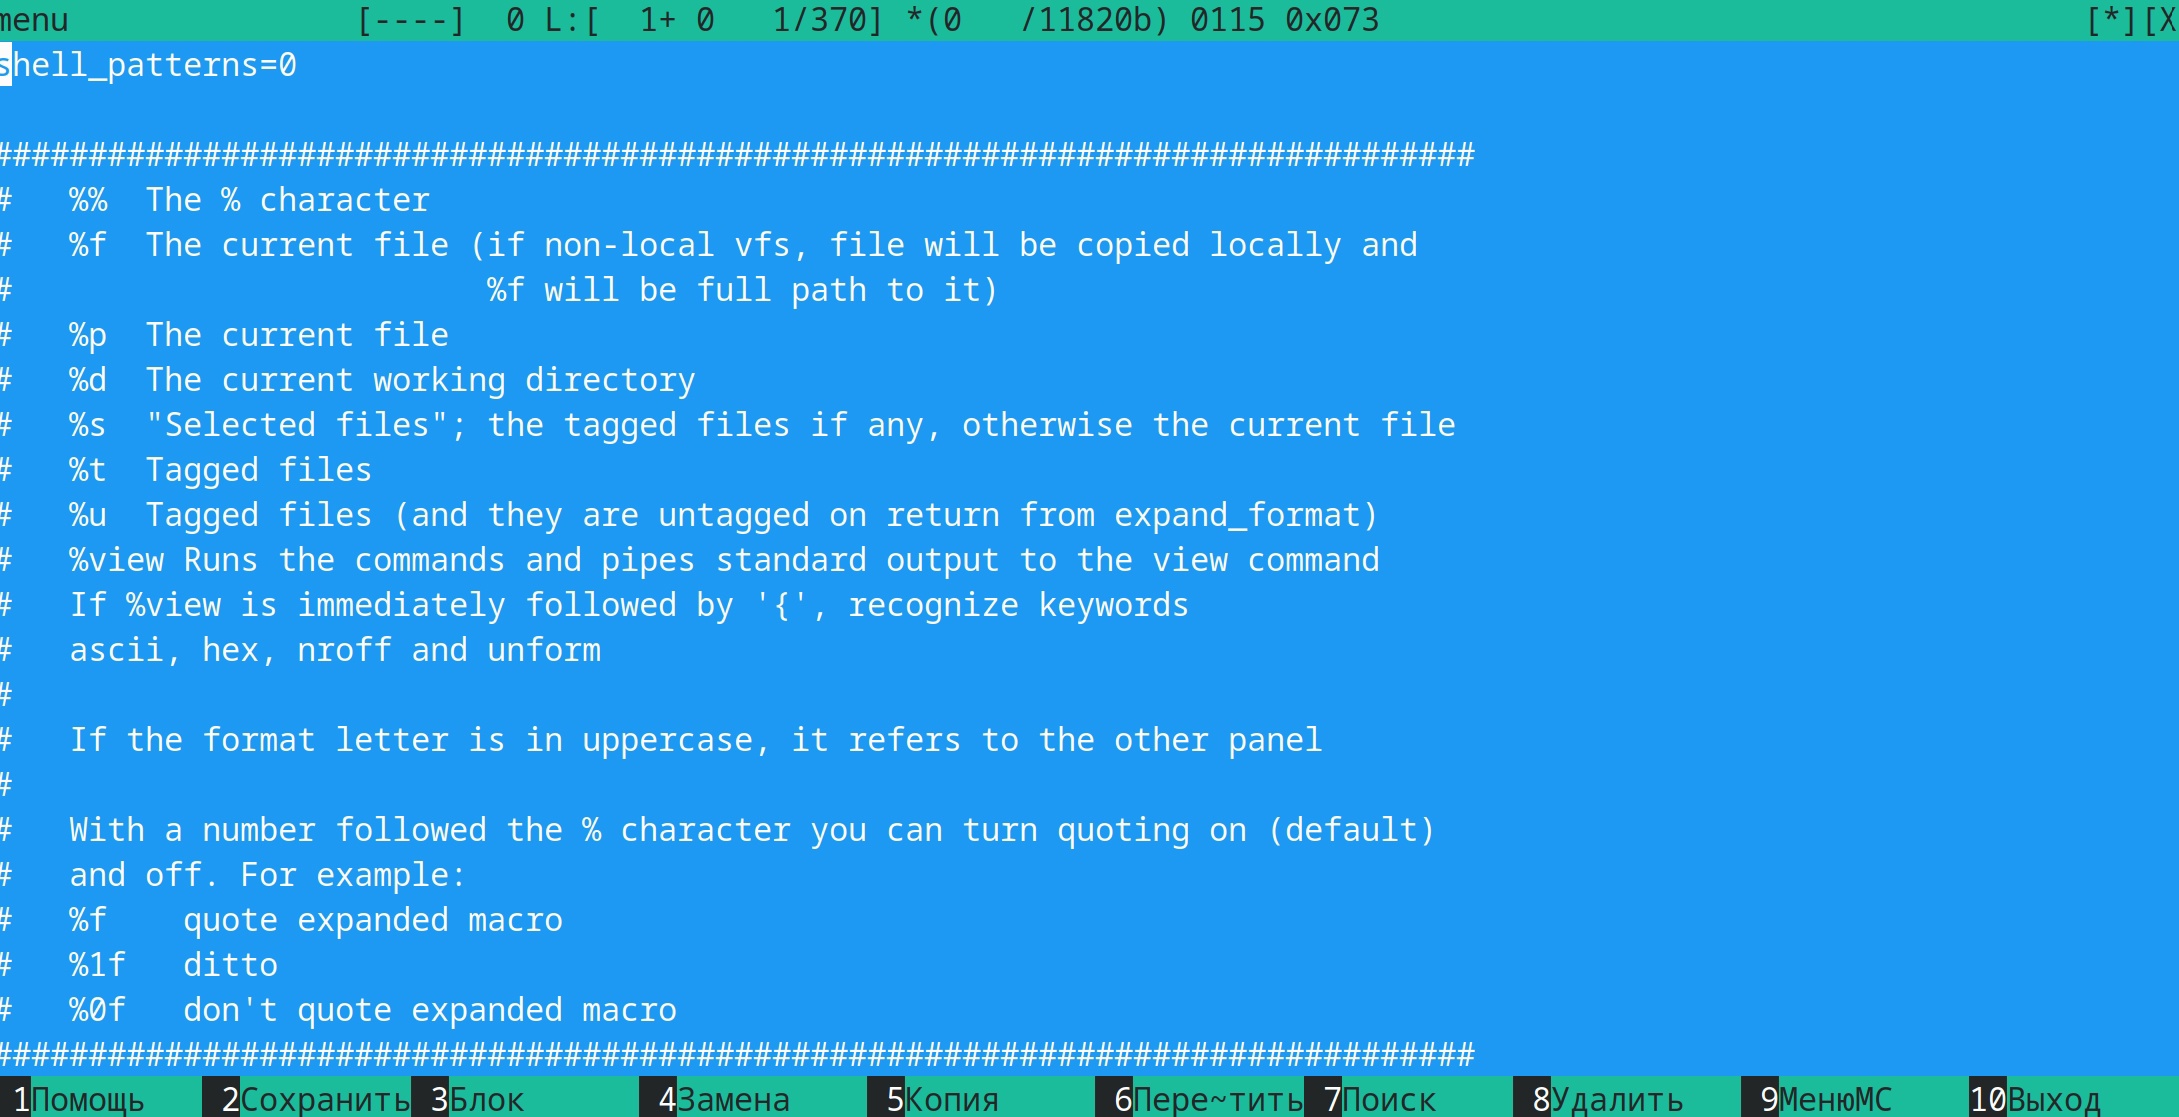 menu [----] 0 L:[ 1+ 0 1/370] *(0 /11820b) 0115 0x073 [*][X
shell_patterns=0
##############################################################################
# %% The % character
# %f The current file (if non-local vfs, file will be copied locally and
# %f will be full path to it)
# %p The current file
# %d The current working directory
# %s "Selected files"; the tagged files if any, otherwise the current file
# %t Tagged files
# %u Tagged files (and they are untagged on return from expand_format)
# %view Runs the commands and pipes standard output to the view command
# If %view is immediately followed by '{', recognize keywords
# ascii, hex, nroff and unform
#
# If the format letter is in uppercase, it refers to the other panel
#
# With a number followed the % character you can turn quoting on (default)
# and off. For example:
# %f quote expanded macro
# %1f ditto
# %0f don't quote expanded macro
##############################################################################
1Помощь 2Сохранить 3Блок 4Замена 5Копия 6Пере~тить 7Поиск 8Удалить 9МенюMC 10Выход